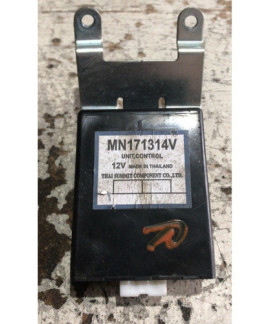 MN171314V
UNIT,CONTROL
12V MADE IN THAILAND
THAI SUMMIT COMPONENT CO.,LTD.